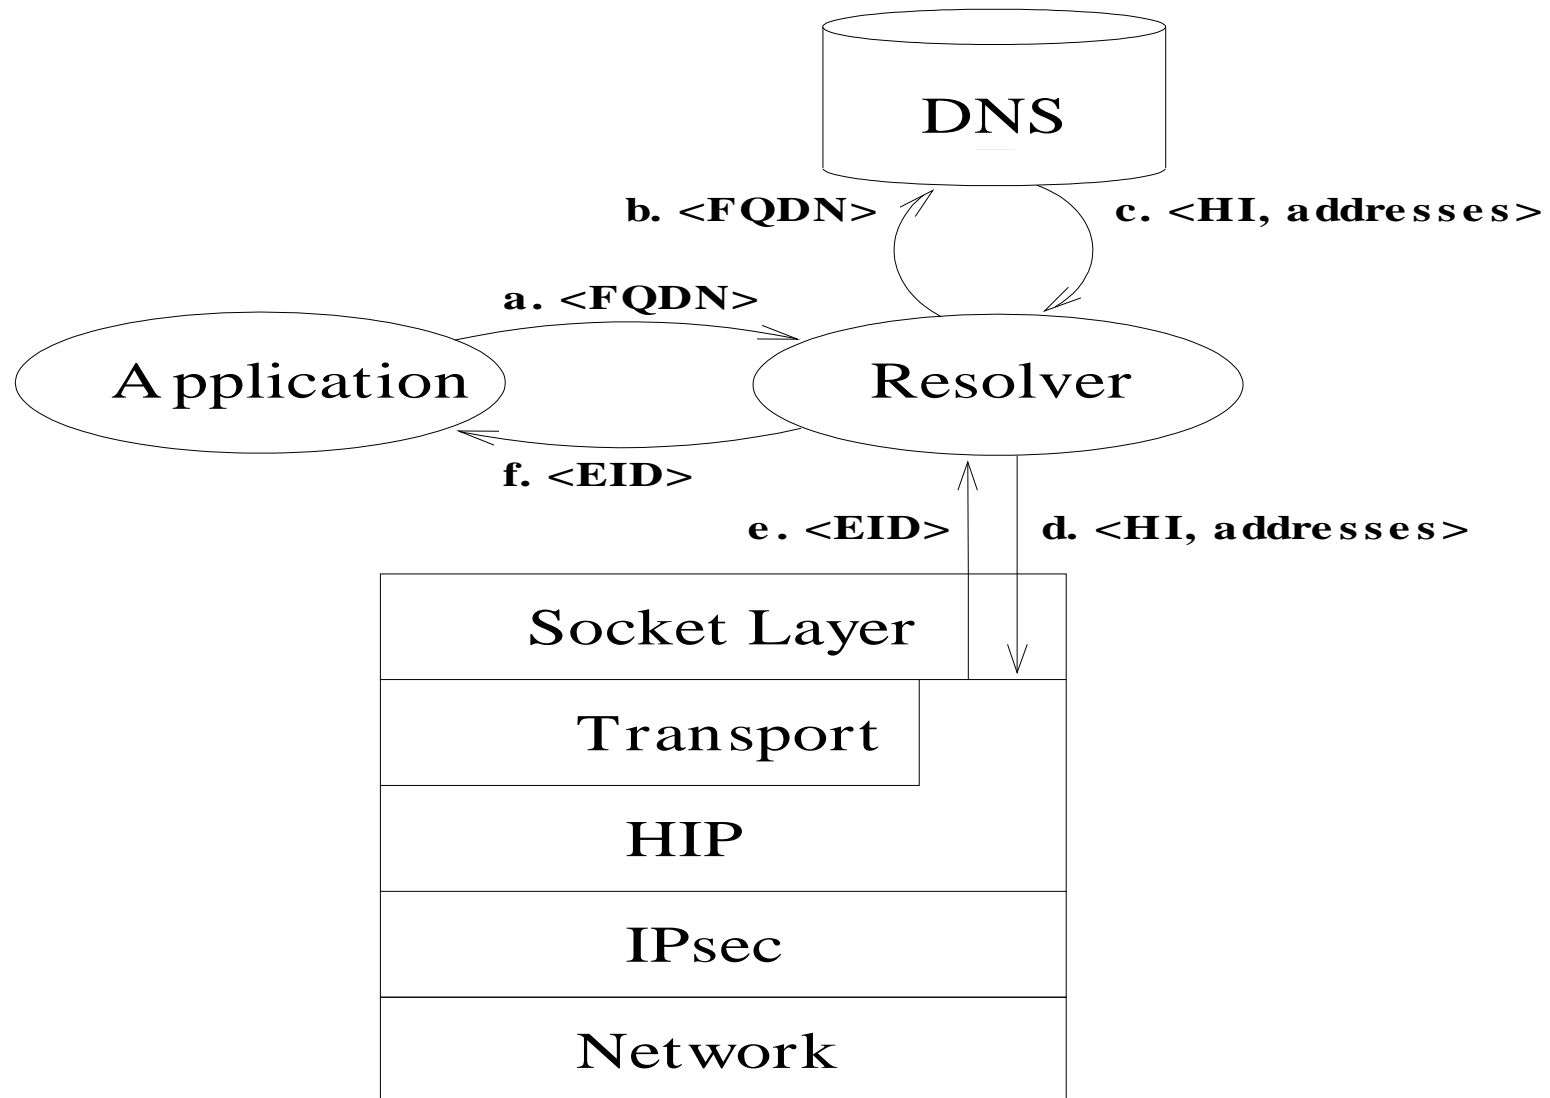 DNS
b. <FQDN>
c. <HI, addresses>
a. <FQDN>
Application
Resolver
f. <EID>
e. <EID>
d. <HI, addresses>
Socket Layer
Transport
HIP
IPsec
Network